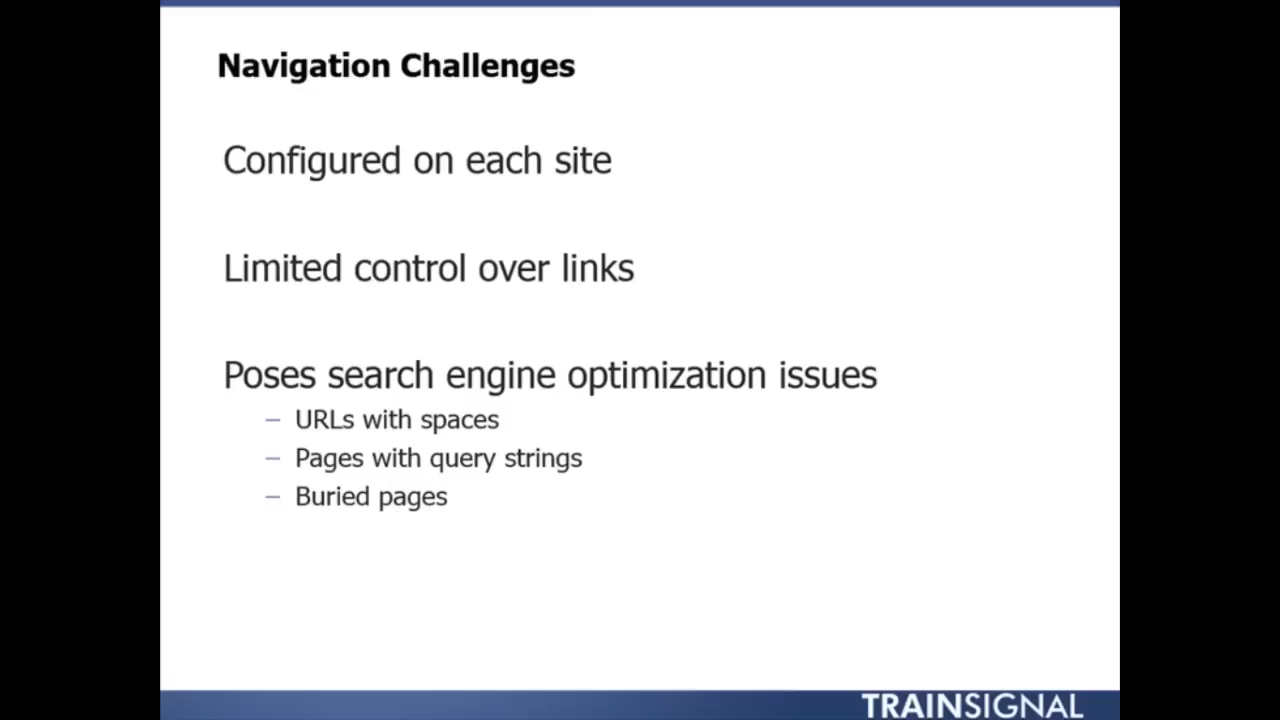 Navigation Challenges
Configured on each site
Limited control over links
Poses search engine optimization issues
– URLs with spaces
– Pages with query strings
– Buried pages
TRAINSIGNAL